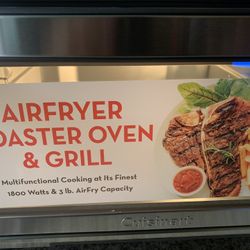 AIRFRYER
OASTER OVEN
& GRILL
Multifunctional Cooking at Its Finest
1800 Watts & 3 lb. AirFry Capacity
Cuisinart